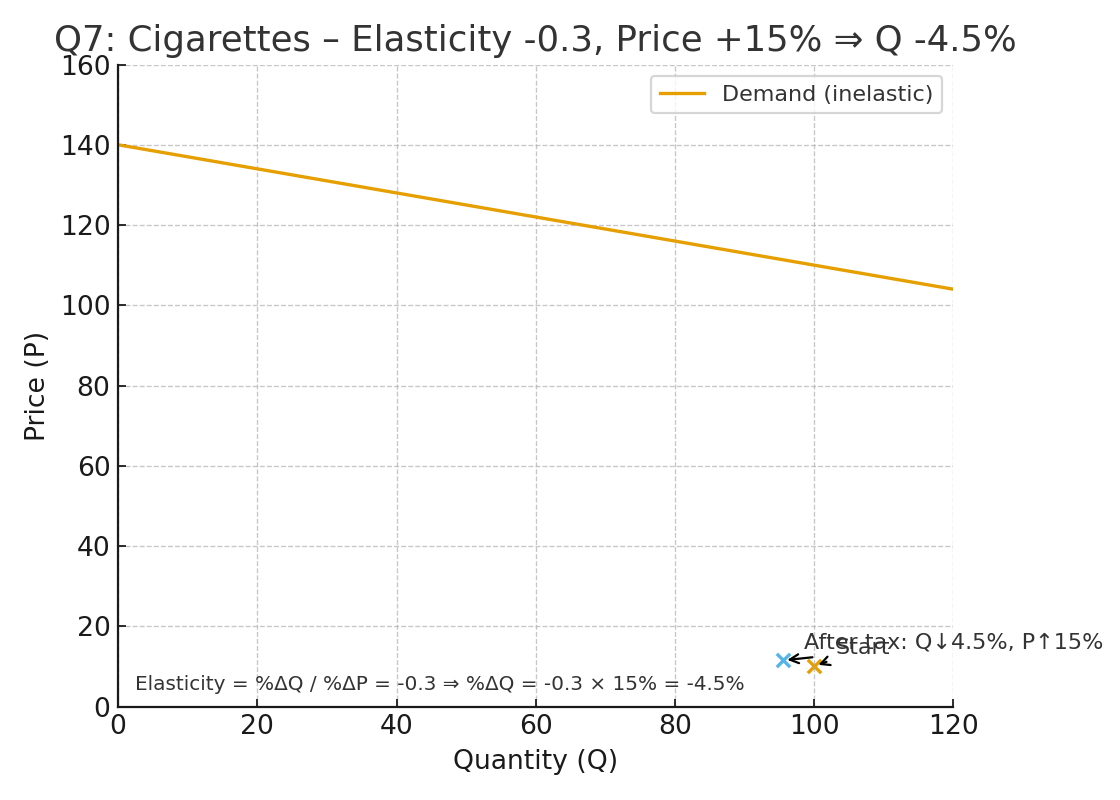 Q7: Cigarettes – Elasticity -0.3, Price +15% ⇒ Q -4.5%
Demand (inelastic)
160
140
120
100
80
60
40
20
0
Price (P)
After tax: Q↓4.5%, P↑15%
Start
Elasticity = %ΔQ / %ΔP = -0.3 ⇒ %ΔQ = -0.3 × 15% = -4.5%
0 20 40 60 80 100 120
Quantity (Q)